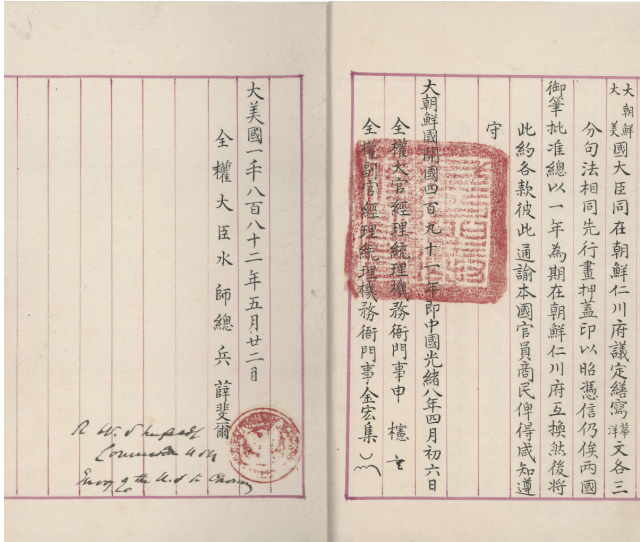 大朝鮮
大美國大臣同在朝鮮仁川府議定繕寫華洋文各三
分句法相同先行畫押蓋印以昭憑信仍俟兩國
御筆批准總以一年為期在朝鮮仁川府互換然後將
此約各款彼此通諭本國官員商民俾得咸知遵
守
大朝鮮國開國四百九十一年即中國光緒八年四月初六日
全權大官經理統理機務衙門事申櫶
全權副官經理統理機務衙門事金宏集
大美國一千八百八十二年五月廿二日
全權大臣水師總兵薛斐爾
R. W. Shufeldt
Commodore U.S.N.
Envoy of the U.S. to Chosen